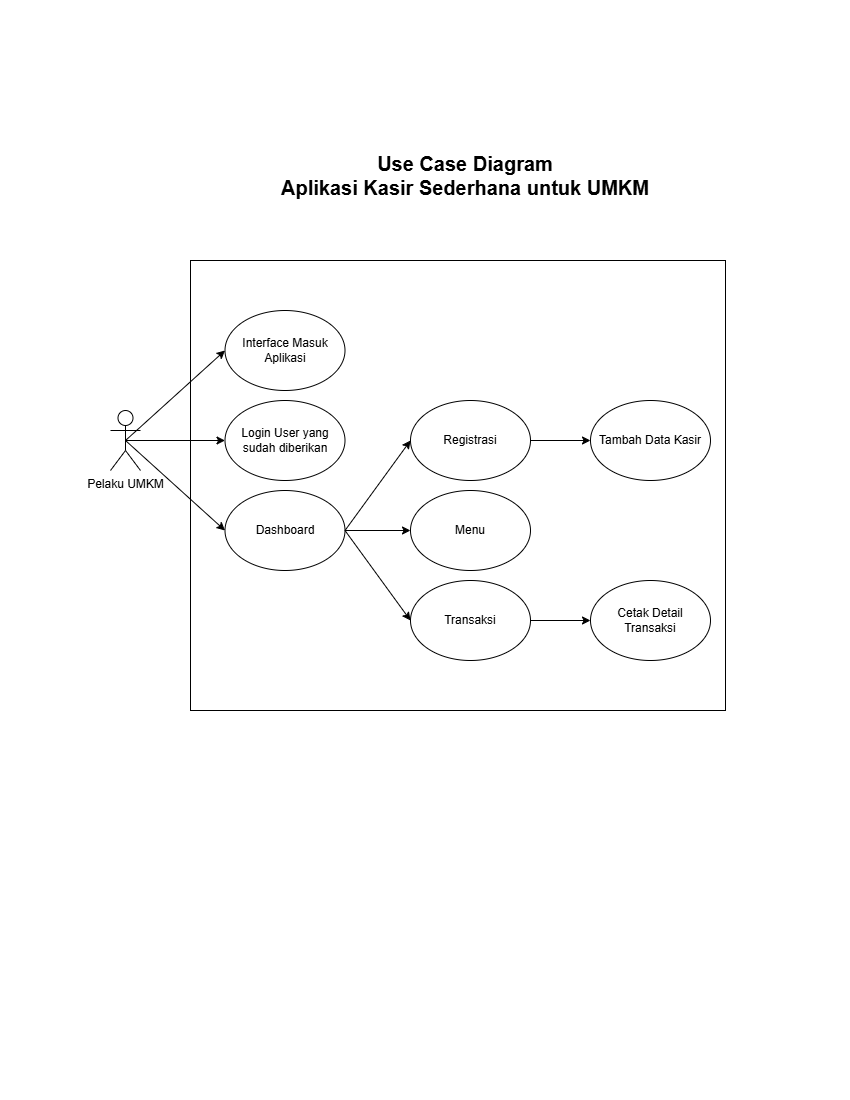 Use Case Diagram
Aplikasi Kasir Sederhana untuk UMKM
Interface Masuk
Aplikasi
Login User yang
sudah diberikan
Registrasi
Tambah Data Kasir
Pelaku UMKM
Dashboard
Menu
Transaksi
Cetak Detail
Transaksi